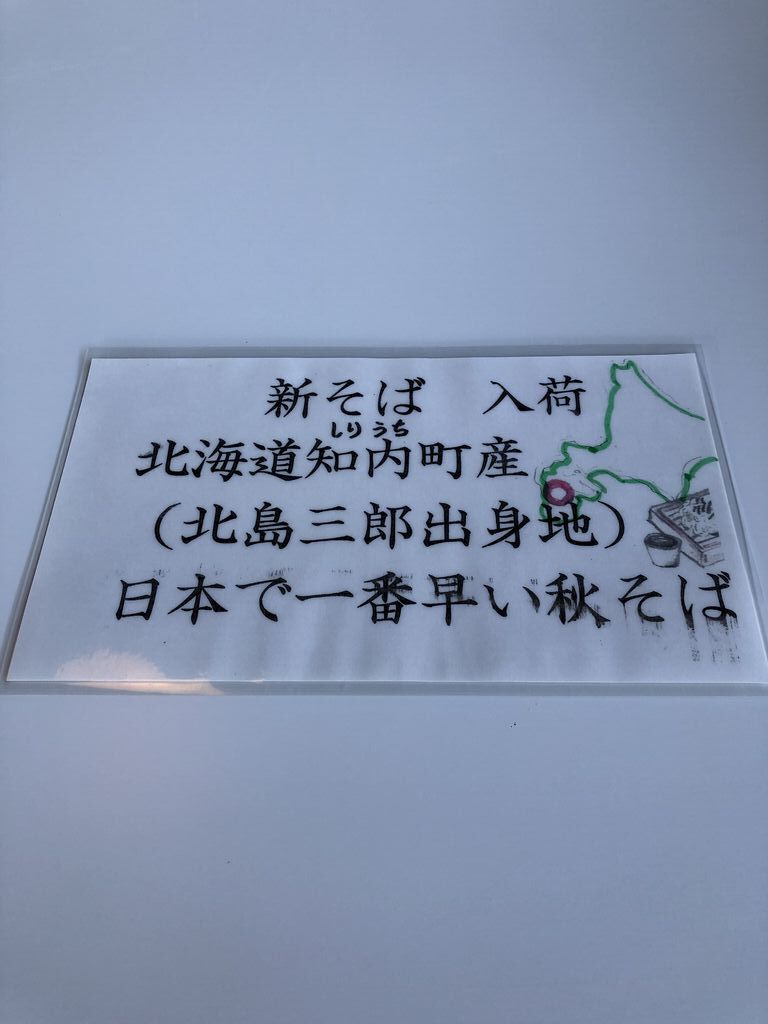 新そば　入荷
しりうち
北海道知内町産
（北島三郎出身地）
日本で一番早い秋そば